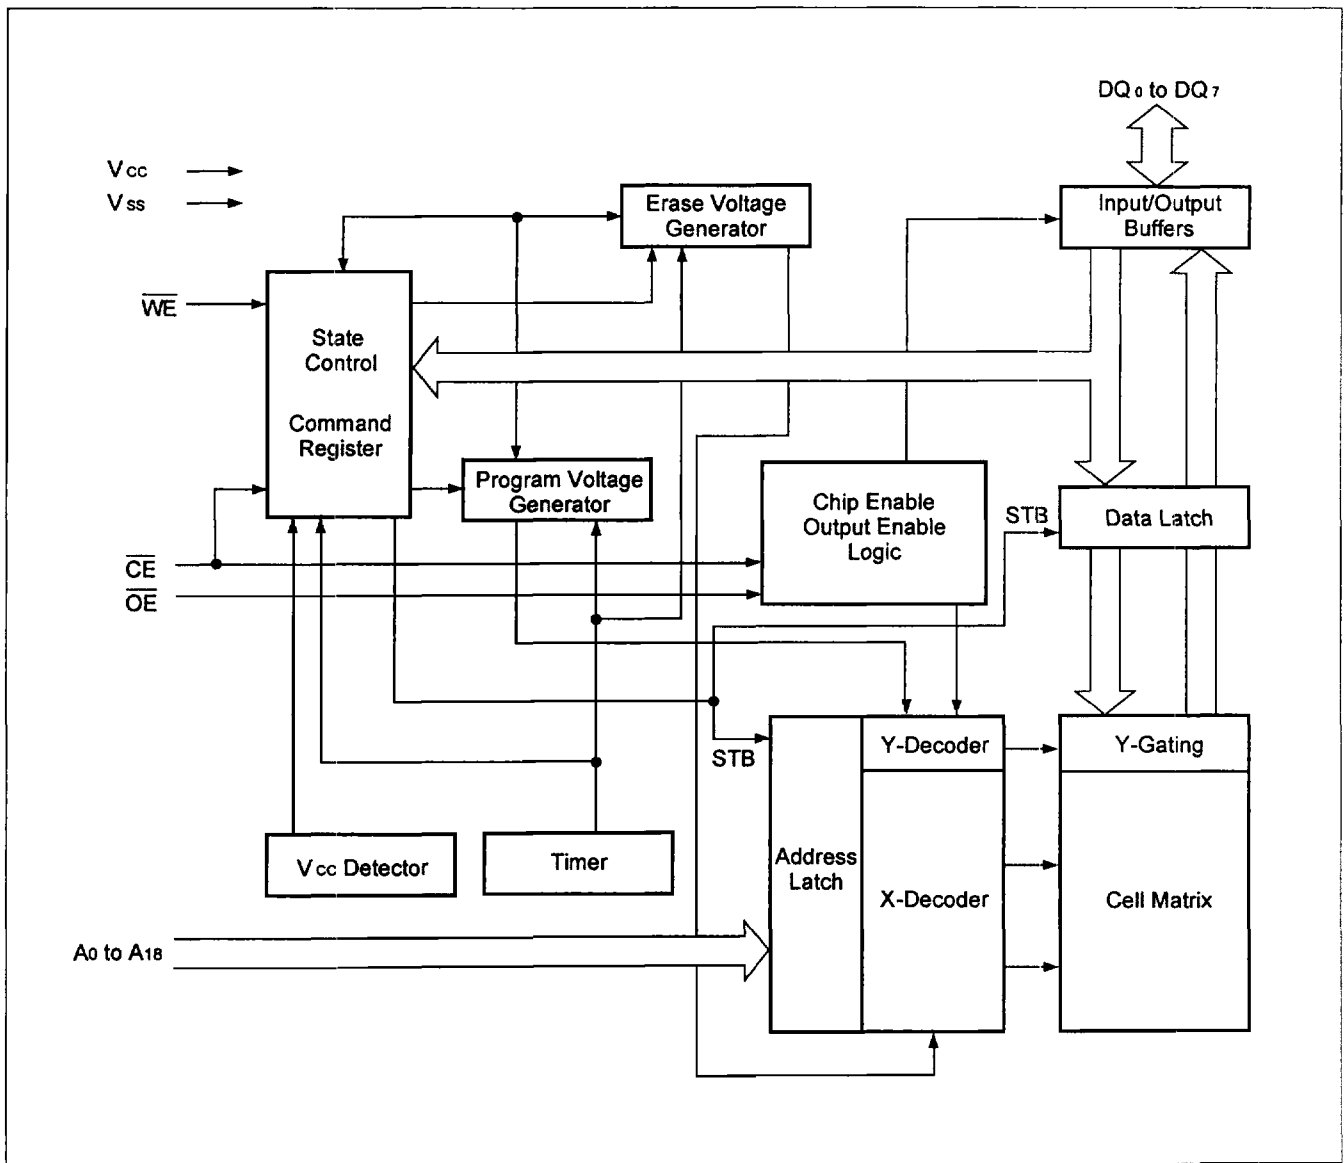 DQ0 to DQ7
Vcc
Vss
Erase Voltage
Generator
Input/Output
Buffers
WE
State
Control
Command
Register
Program Voltage
Generator
Chip Enable
Output Enable
Logic
STB
Data Latch
CE
OE
STB
Y-Decoder
Y-Gating
Vcc Detector
Timer
Address
Latch
X-Decoder
Cell Matrix
A0 to A18